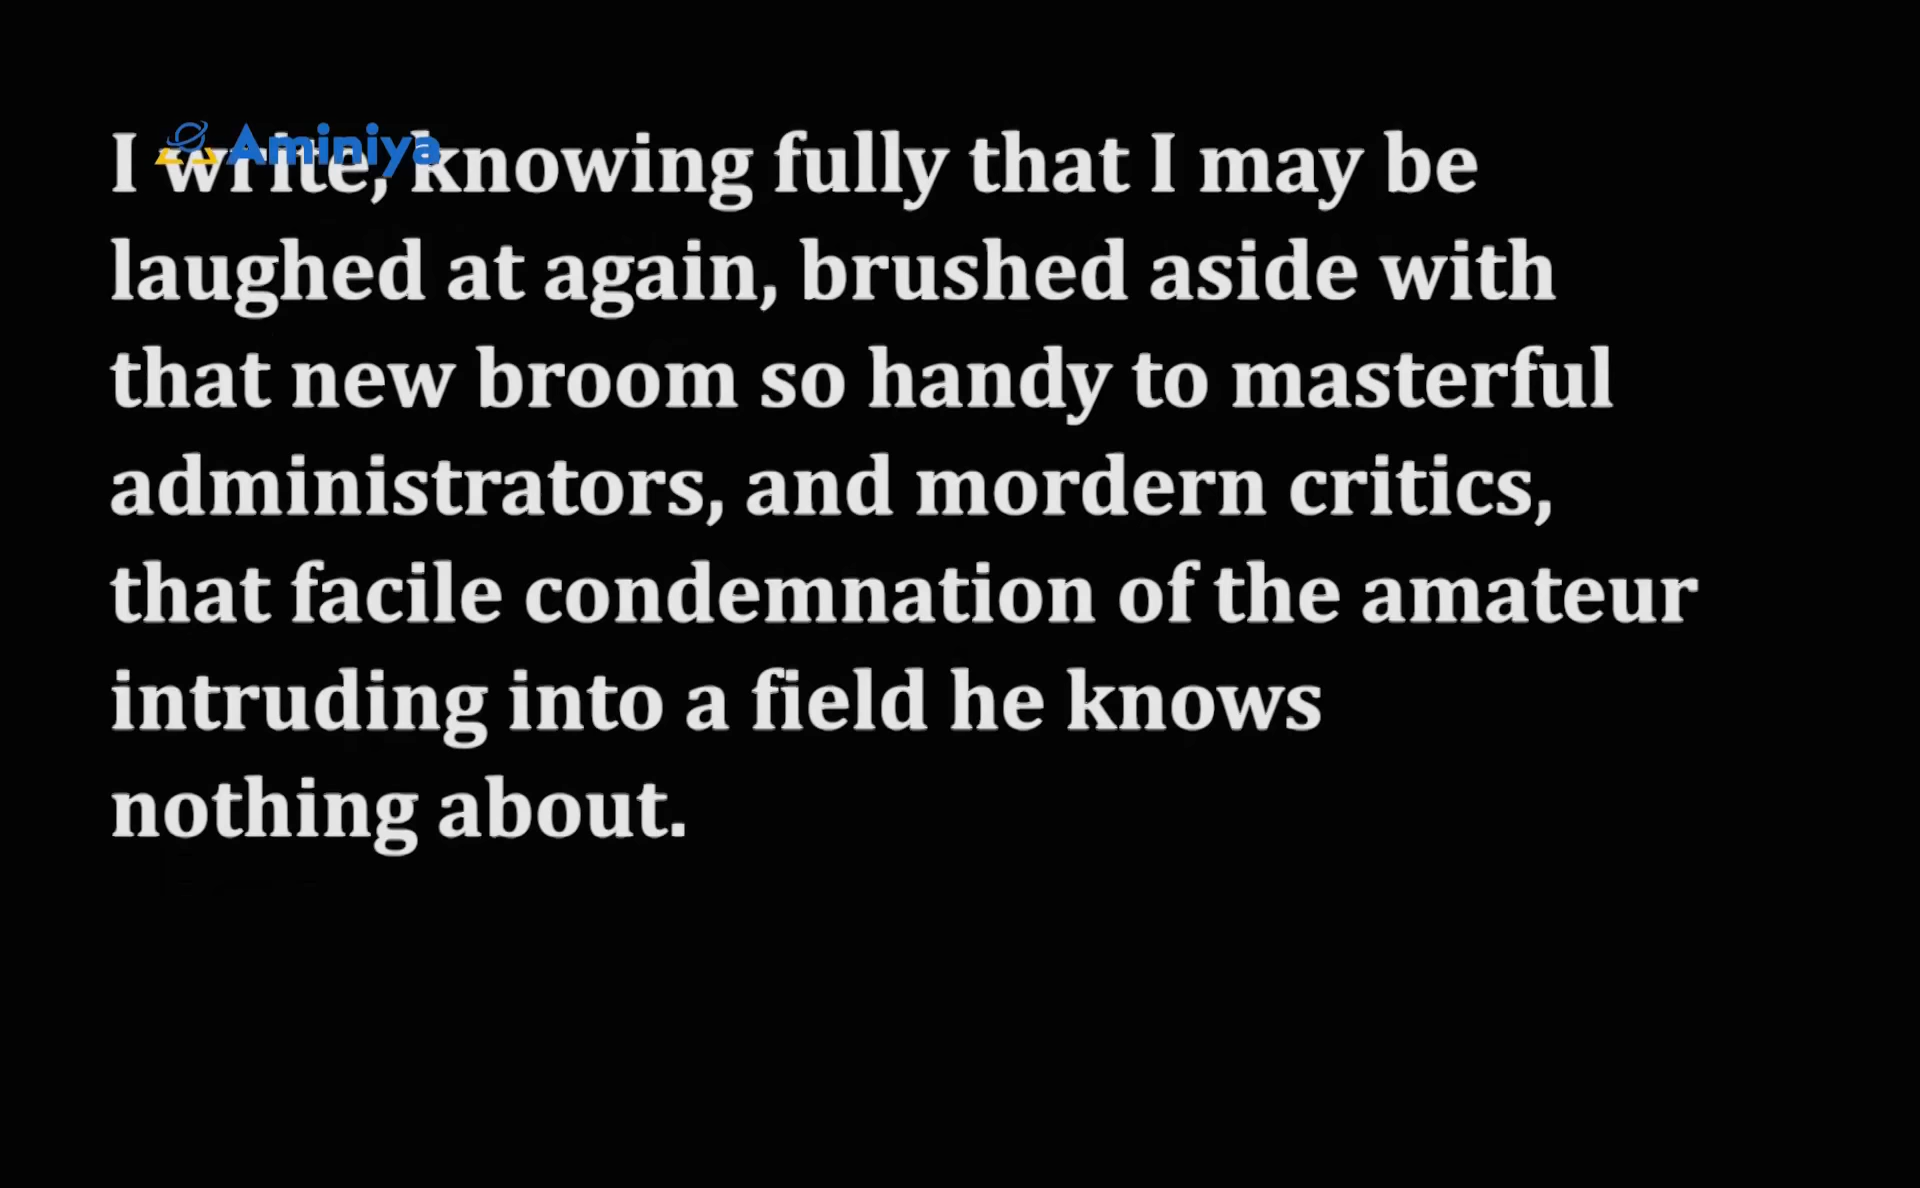 Aminiya
I write, knowing fully that I may be
laughed at again, brushed aside with
that new broom so handy to masterful
administrators, and mordern critics,
that facile condemnation of the amateur
intruding into a field he knows
nothing about.